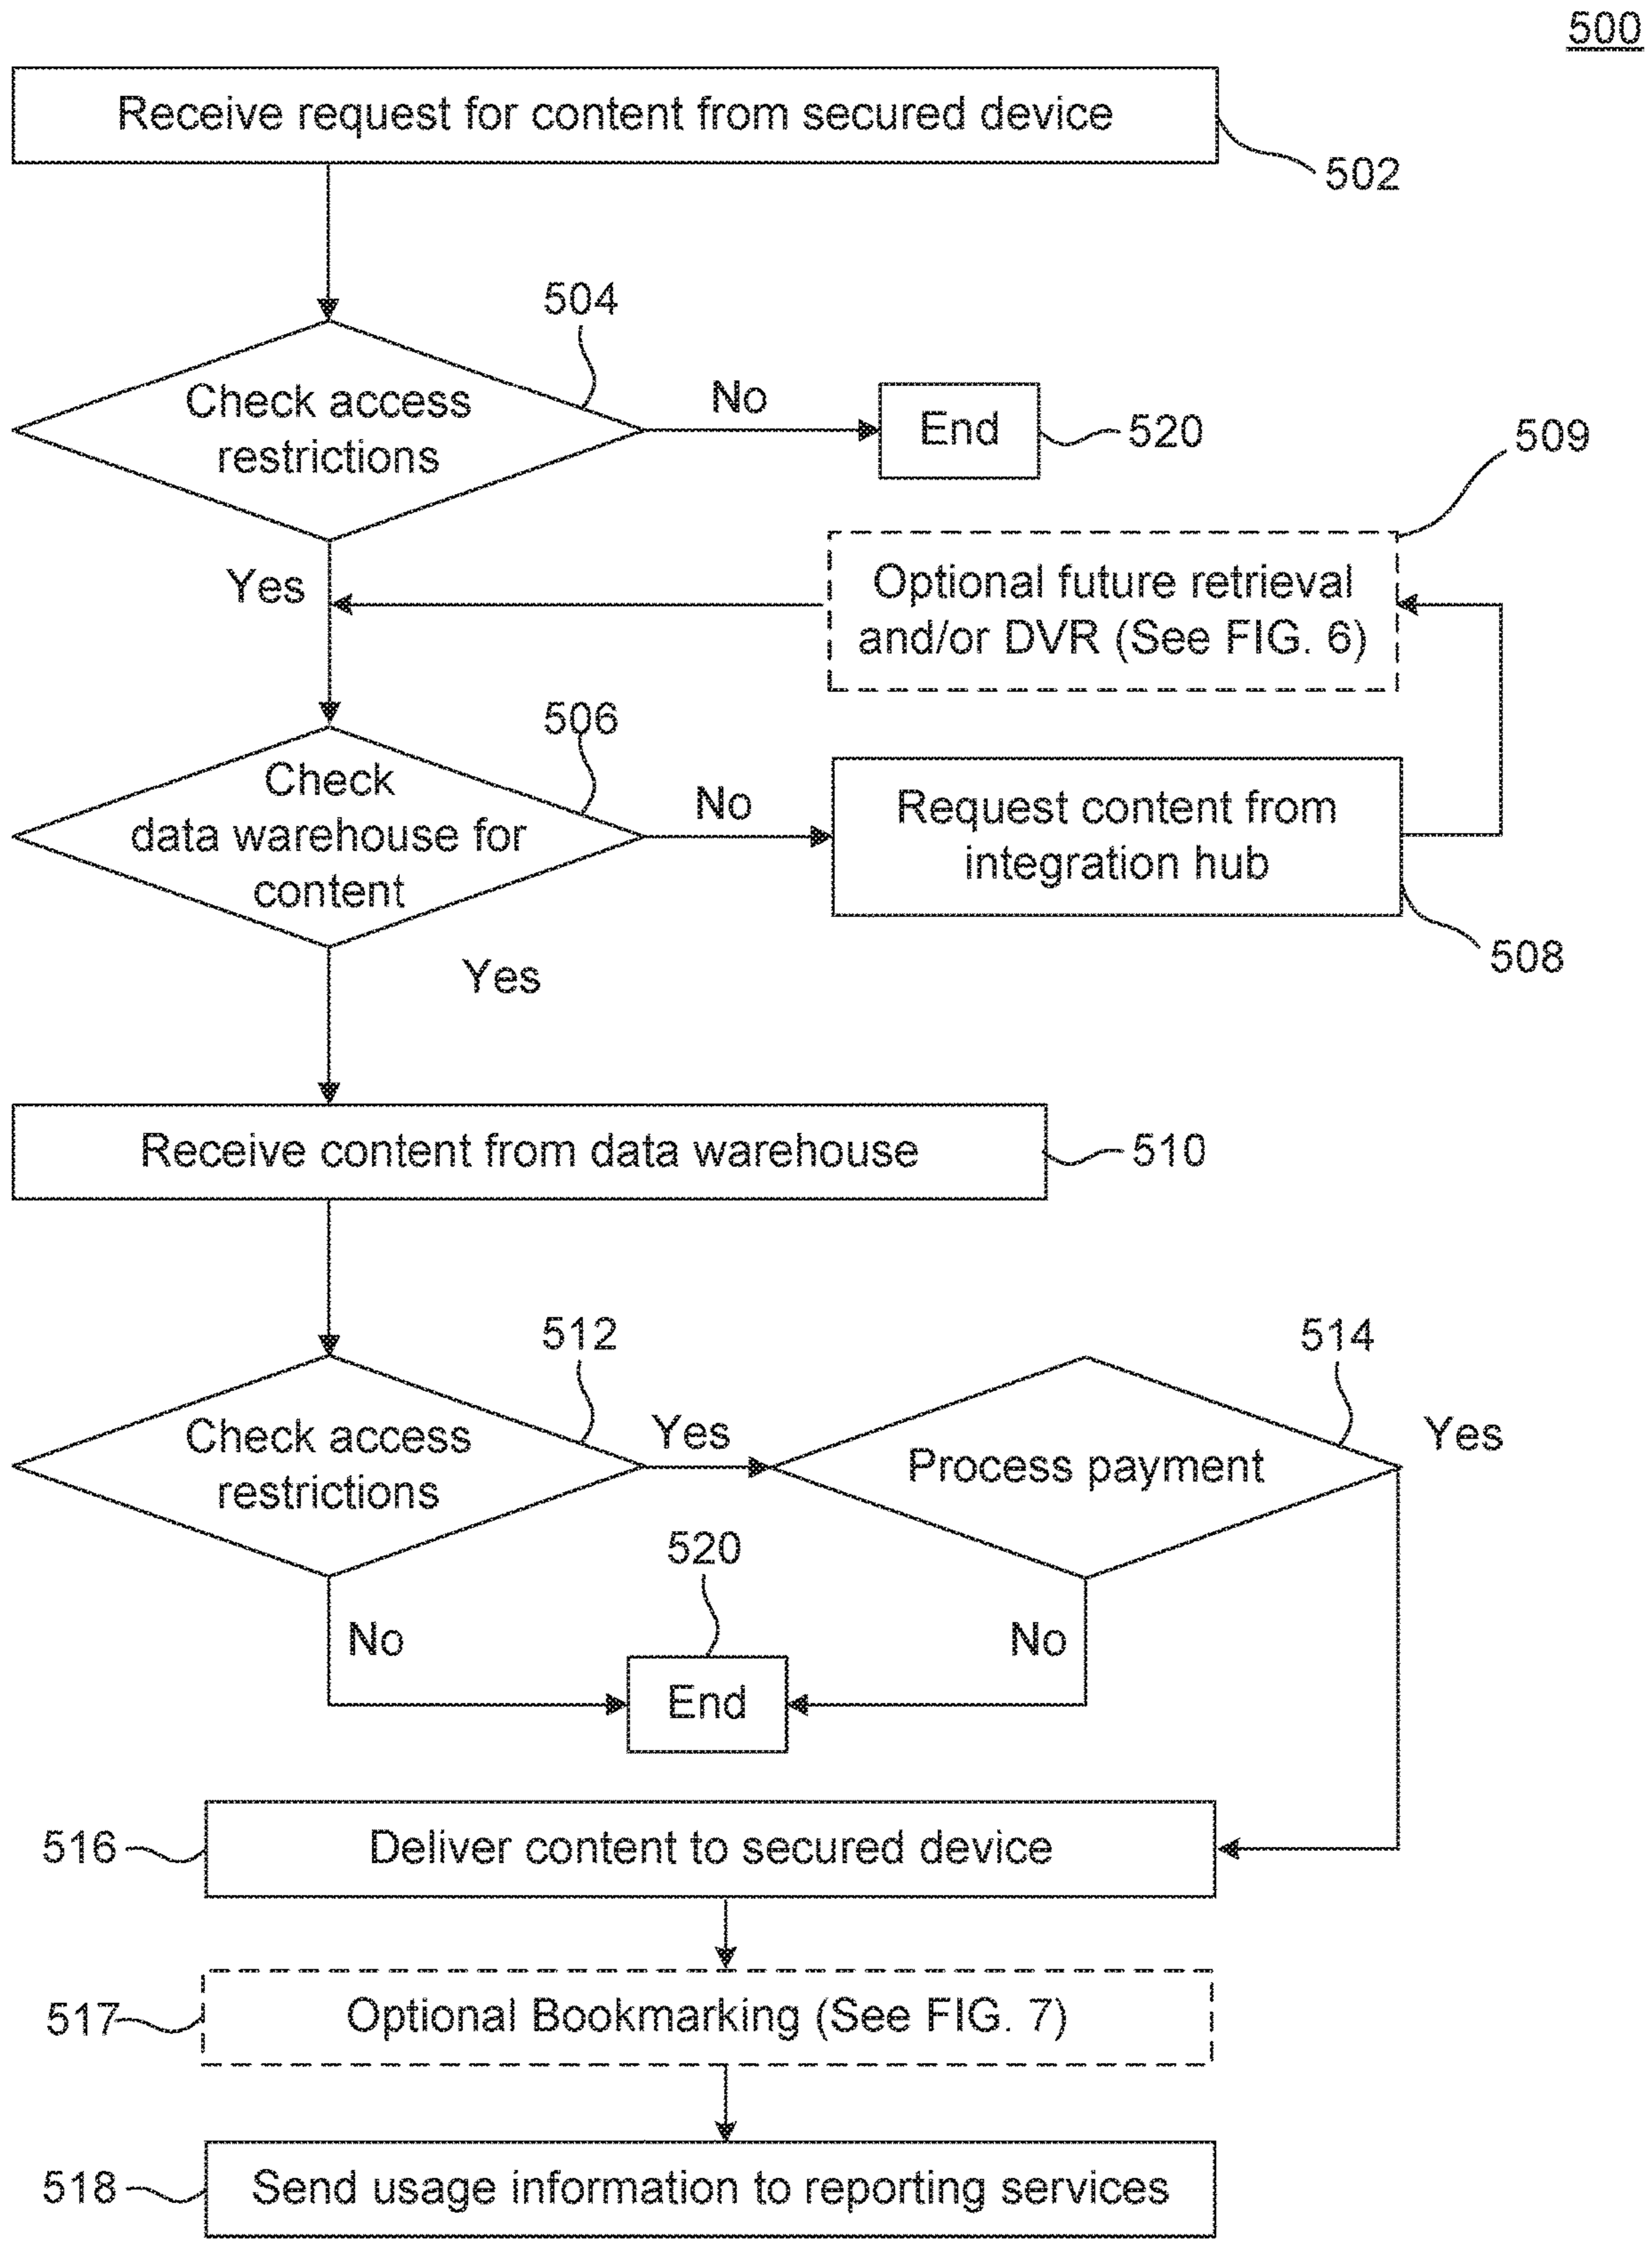 500
Receive request for content from secured device
502
504
Check access
restrictions
No
End
520
509
Yes
Optional future retrieval
and/or DVR (See FIG. 6)
506
Check
data warehouse for
content
No
Request content from
integration hub
508
Yes
Receive content from data warehouse
510
512
514
Check access
restrictions
Yes
Process payment
Yes
520
No
End
No
516
Deliver content to secured device
517
Optional Bookmarking (See FIG. 7)
518
Send usage information to reporting services